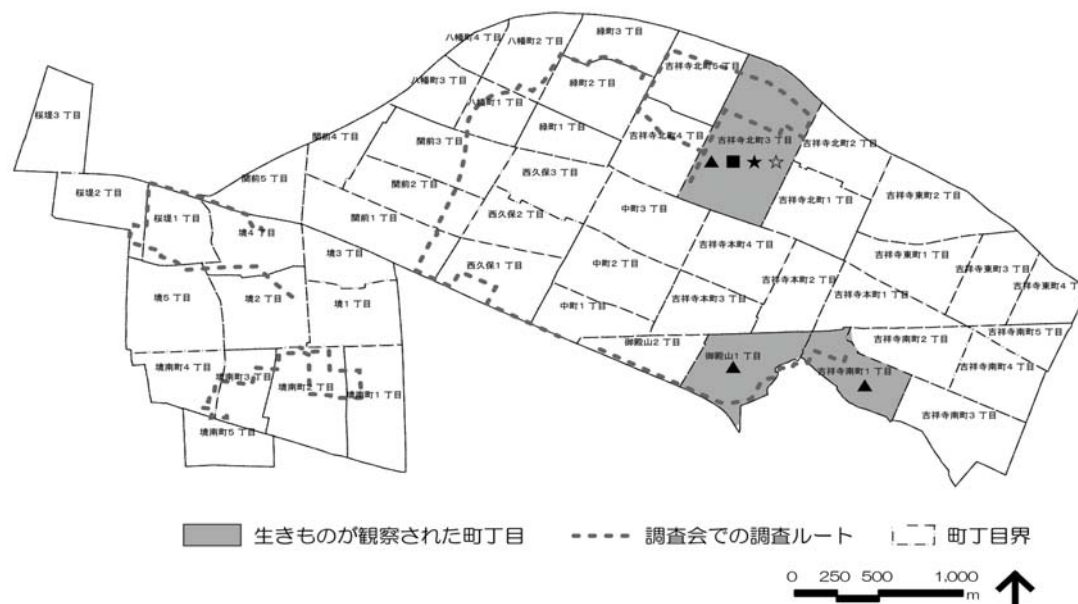 緑町3 丁目
八幡町4 丁目
八幡町2 丁目
吉祥寺北町5 丁目
八幡町3 丁目
緑町2 丁目
八幡町1 丁目
桜堤3 丁目
関前4 丁目
関前3 丁目
緑町1 丁目
吉祥寺北町4 丁目
吉祥寺北町3 丁目
吉祥寺北町2 丁目
▲ ■ ★ ☆
関前5 丁目
関前2 丁目
西久保3 丁目
桜堤2 丁目
桜堤1 丁目
吉祥寺東町2 丁目
吉祥寺北町1 丁目
関前1 丁目
西久保2 丁目
中町3 丁目
境4 丁目
境3 丁目
吉祥寺本町4 丁目
吉祥寺東町1 丁目
西久保1 丁目
中町2 丁目
吉祥寺本町2 丁目
吉祥寺東町3 丁目
吉祥寺東町4 丁目
境5 丁目
境2 丁目
境1 丁目
中町1 丁目
吉祥寺本町3 丁目
吉祥寺本町1 丁目
吉祥寺南町5 丁目
御殿山2 丁目
吉祥寺南町2 丁目
御殿山1 丁目
▲
境南町4 丁目
境南町3 丁目
境南町2 丁目
境南町1 丁目
吉祥寺南町1 丁目
▲
吉祥寺南町4 丁目
吉祥寺南町3 丁目
境南町5 丁目
生きものが観察された町丁目
調査会での調査ルート
町丁目界
0 250 500 1,000
m